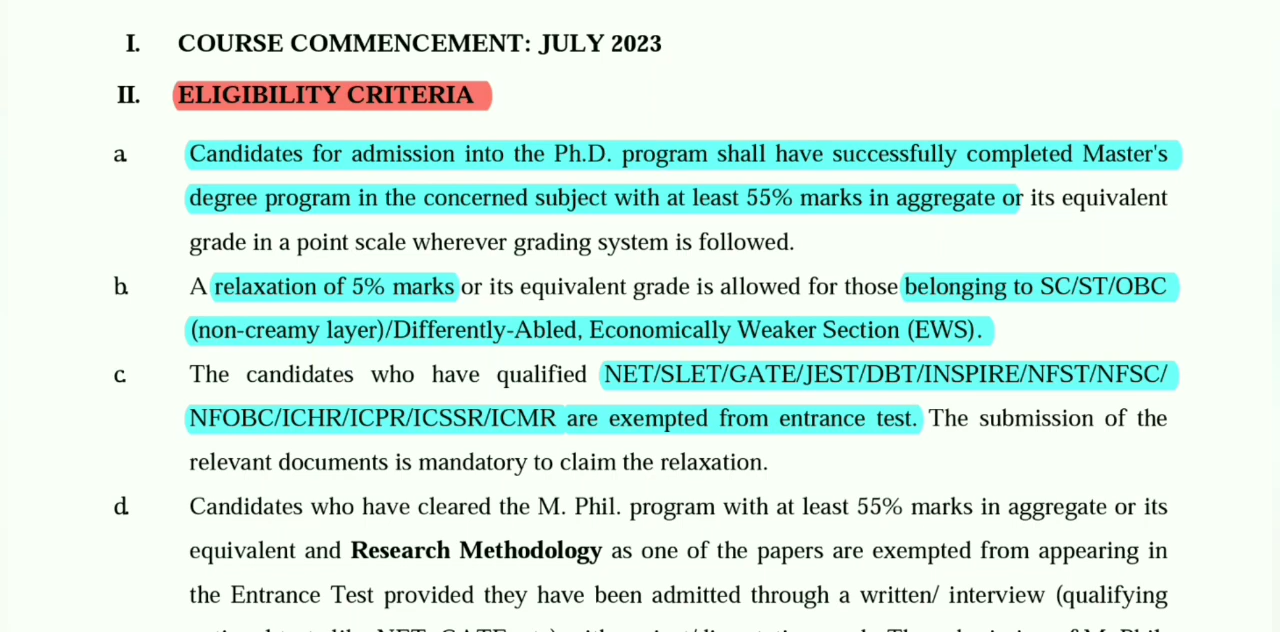 I. COURSE COMMENCEMENT: JULY 2023
II. ELIGIBILITY CRITERIA
a Candidates for admission into the Ph.D. program shall have successfully completed Master's
degree program in the concerned subject with at least 55% marks in aggregate or its equivalent
grade in a point scale wherever grading system is followed.
b A relaxation of 5% marks or its equivalent grade is allowed for those belonging to SC/ST/OBC
(non-creamy layer)/Differently-Abled, Economically Weaker Section (EWS).
c. The candidates who have qualified NET/SLET/GATE/JEST/DBT/INSPIRE/NFST/NFSC/
NFOBC/ICHR/ICPR/ICSSR/ICMR are exempted from entrance test. The submission of the
relevant documents is mandatory to claim the relaxation.
d. Candidates who have cleared the M. Phil. program with at least 55% marks in aggregate or its
equivalent and Research Methodology as one of the papers are exempted from appearing in
the Entrance Test provided they have been admitted through a written/ interview (qualifying